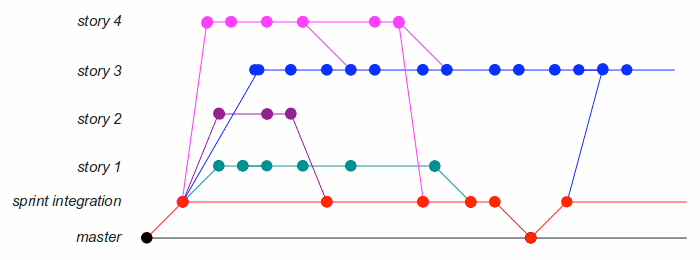 story 4
story 3
story 2
story 1
sprint integration
master